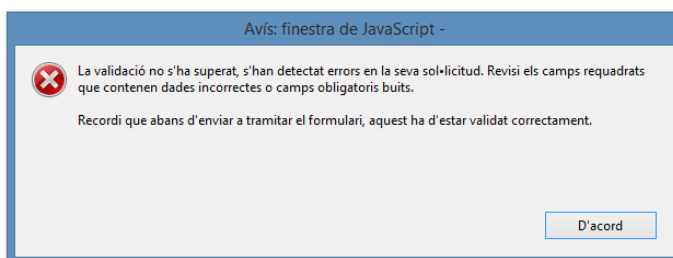 Avís: finestra de JavaScript -
La validació no s'ha superat, s'han detectat errors en la seva sol•licitud. Revisi els camps requadrats
que contenen dades incorrectes o camps obligatoris buits.
Recordi que abans d'enviar a tramitar el formulari, aquest ha d'estar validat correctament.
D'acord